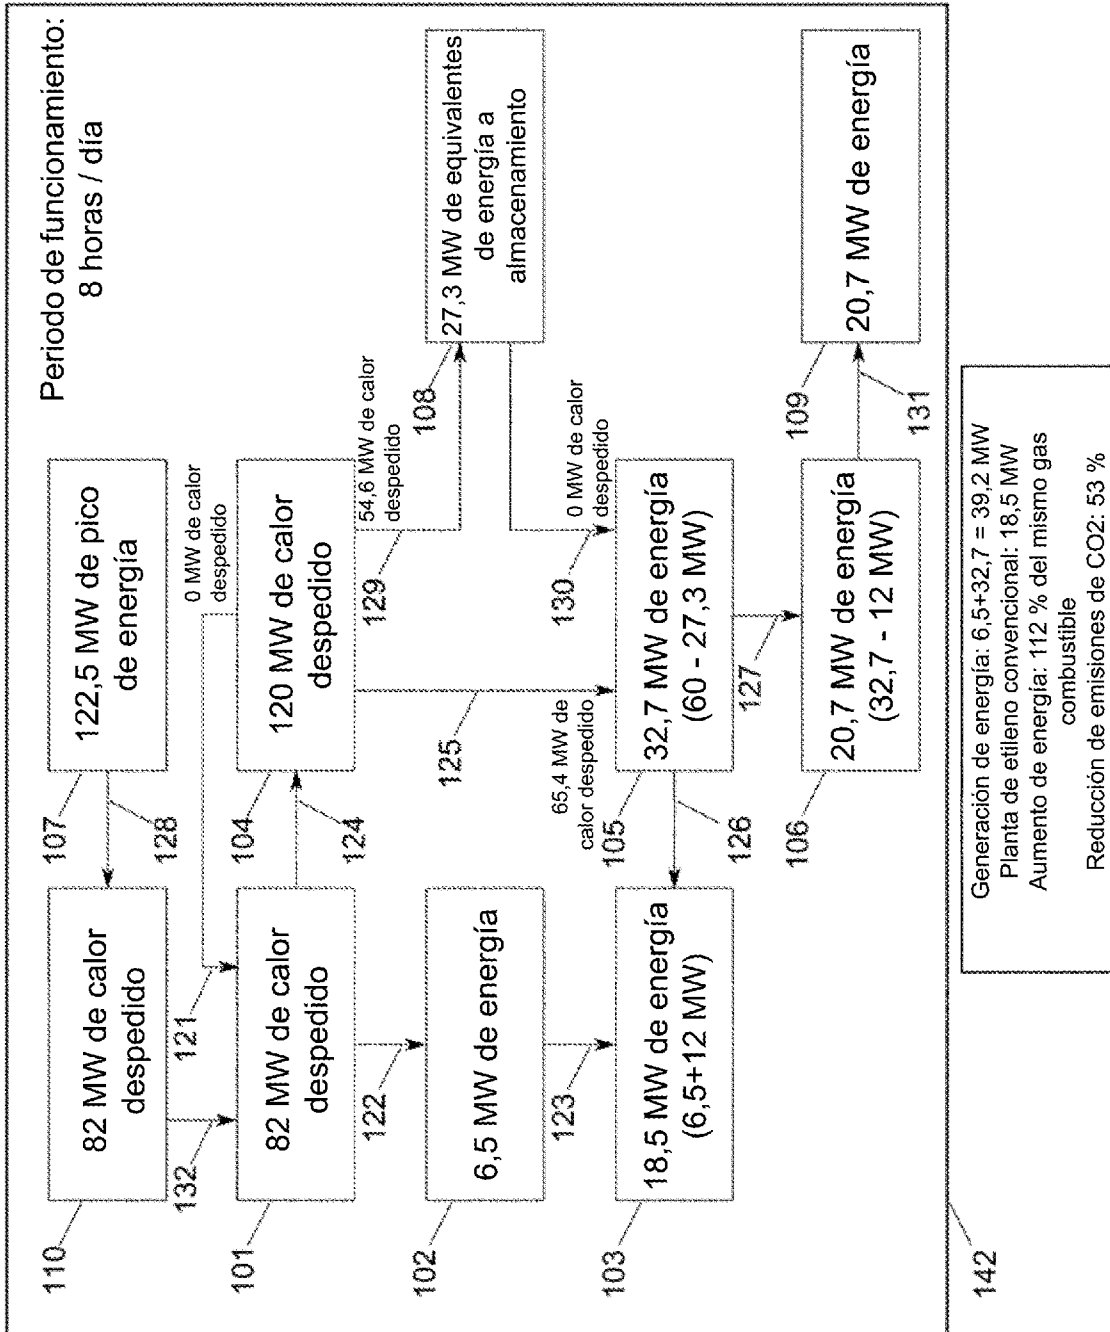 Periodo de funcionamiento:
8 horas / día
110
82 MW de calor
despedido
107
122,5 MW de pico
de energía
128
132
121
0 MW de calor
despedido
101
82 MW de calor
despedido
104
120 MW de calor
despedido
124
122
125
129
54,6 MW de calor
despedido
108
27,3 MW de equivalentes
de energía a
almacenamiento
102
6,5 MW de energía
123
65,4 MW de
calor despedido
130
0 MW de calor
despedido
103
18,5 MW de energía
(6,5+12 MW)
105
32,7 MW de energía
(60 - 27,3 MW)
126
127
106
20,7 MW de energía
(32,7 - 12 MW)
109
20,7 MW de energía
131
142
Generación de energía: 6,5+32,7 = 39,2 MW
Planta de etileno convencional: 18,5 MW
Aumento de energía: 112 % del mismo gas
combustible
Reducción de emisiones de CO2: 53 %